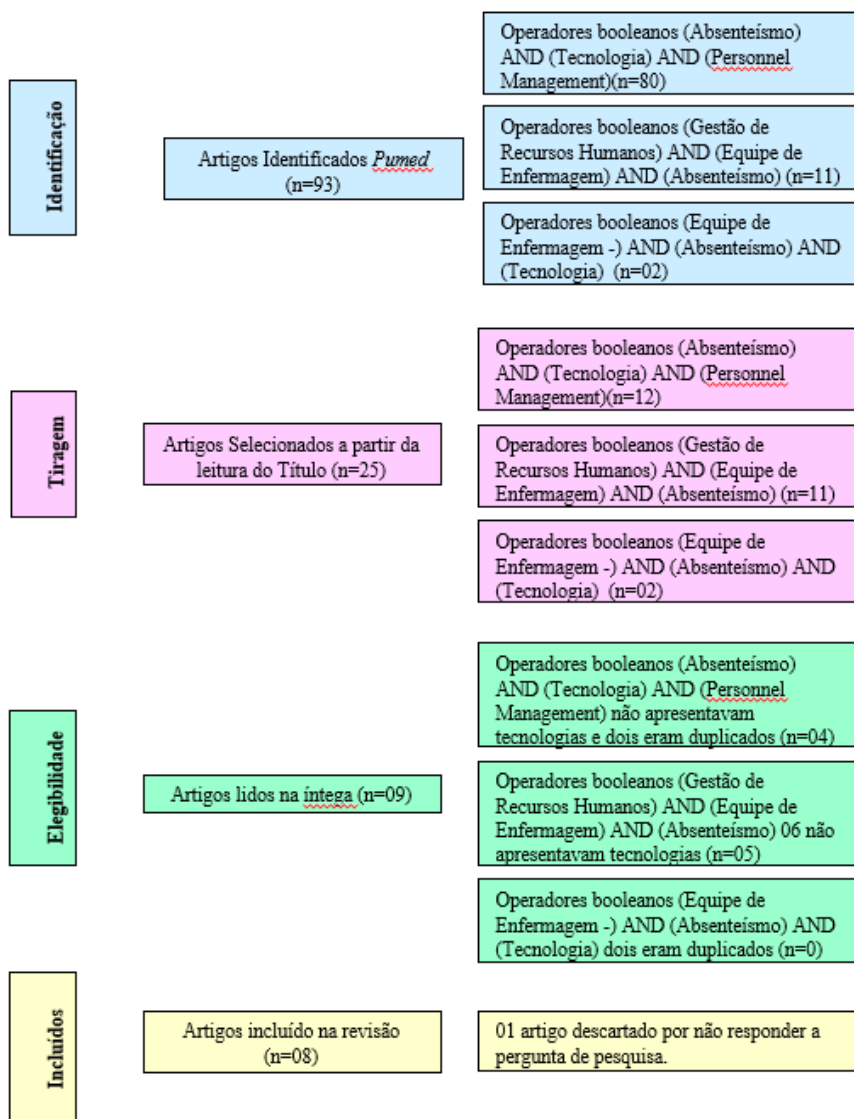 Identificação
Artigos Identificados Pumed
(n=93)
Operadores booleanos (Absenteísmo)
AND (Tecnologia) AND (Personnel
Management)(n=80)
Operadores booleanos (Gestão de
Recursos Humanos) AND (Equipe de
Enfermagem) AND (Absenteísmo) (n=11)
Operadores booleanos (Equipe de
Enfermagem -) AND (Absenteísmo) AND
(Tecnologia) (n=02)
Tiragem
Artigos Selecionados a partir da
leitura do Título (n=25)
Operadores booleanos (Absenteísmo)
AND (Tecnologia) AND (Personnel
Management)(n=12)
Operadores booleanos (Gestão de
Recursos Humanos) AND (Equipe de
Enfermagem) AND (Absenteísmo) (n=11)
Operadores booleanos (Equipe de
Enfermagem -) AND (Absenteísmo) AND
(Tecnologia) (n=02)
Elegibilidade
Artigos lidos na íntega (n=09)
Operadores booleanos (Absenteísmo)
AND (Tecnologia) AND (Personnel
Management) não apresentavam
tecnologias e dois eram duplicados (n=04)
Operadores booleanos (Gestão de
Recursos Humanos) AND (Equipe de
Enfermagem) AND (Absenteísmo) 06 não
apresentavam tecnologias (n=05)
Operadores booleanos (Equipe de
Enfermagem -) AND (Absenteísmo) AND
(Tecnologia) dois eram duplicados (n=0)
Incluídos
Artigos incluído na revisão
(n=08)
01 artigo descartado por não responder a
pergunta de pesquisa.